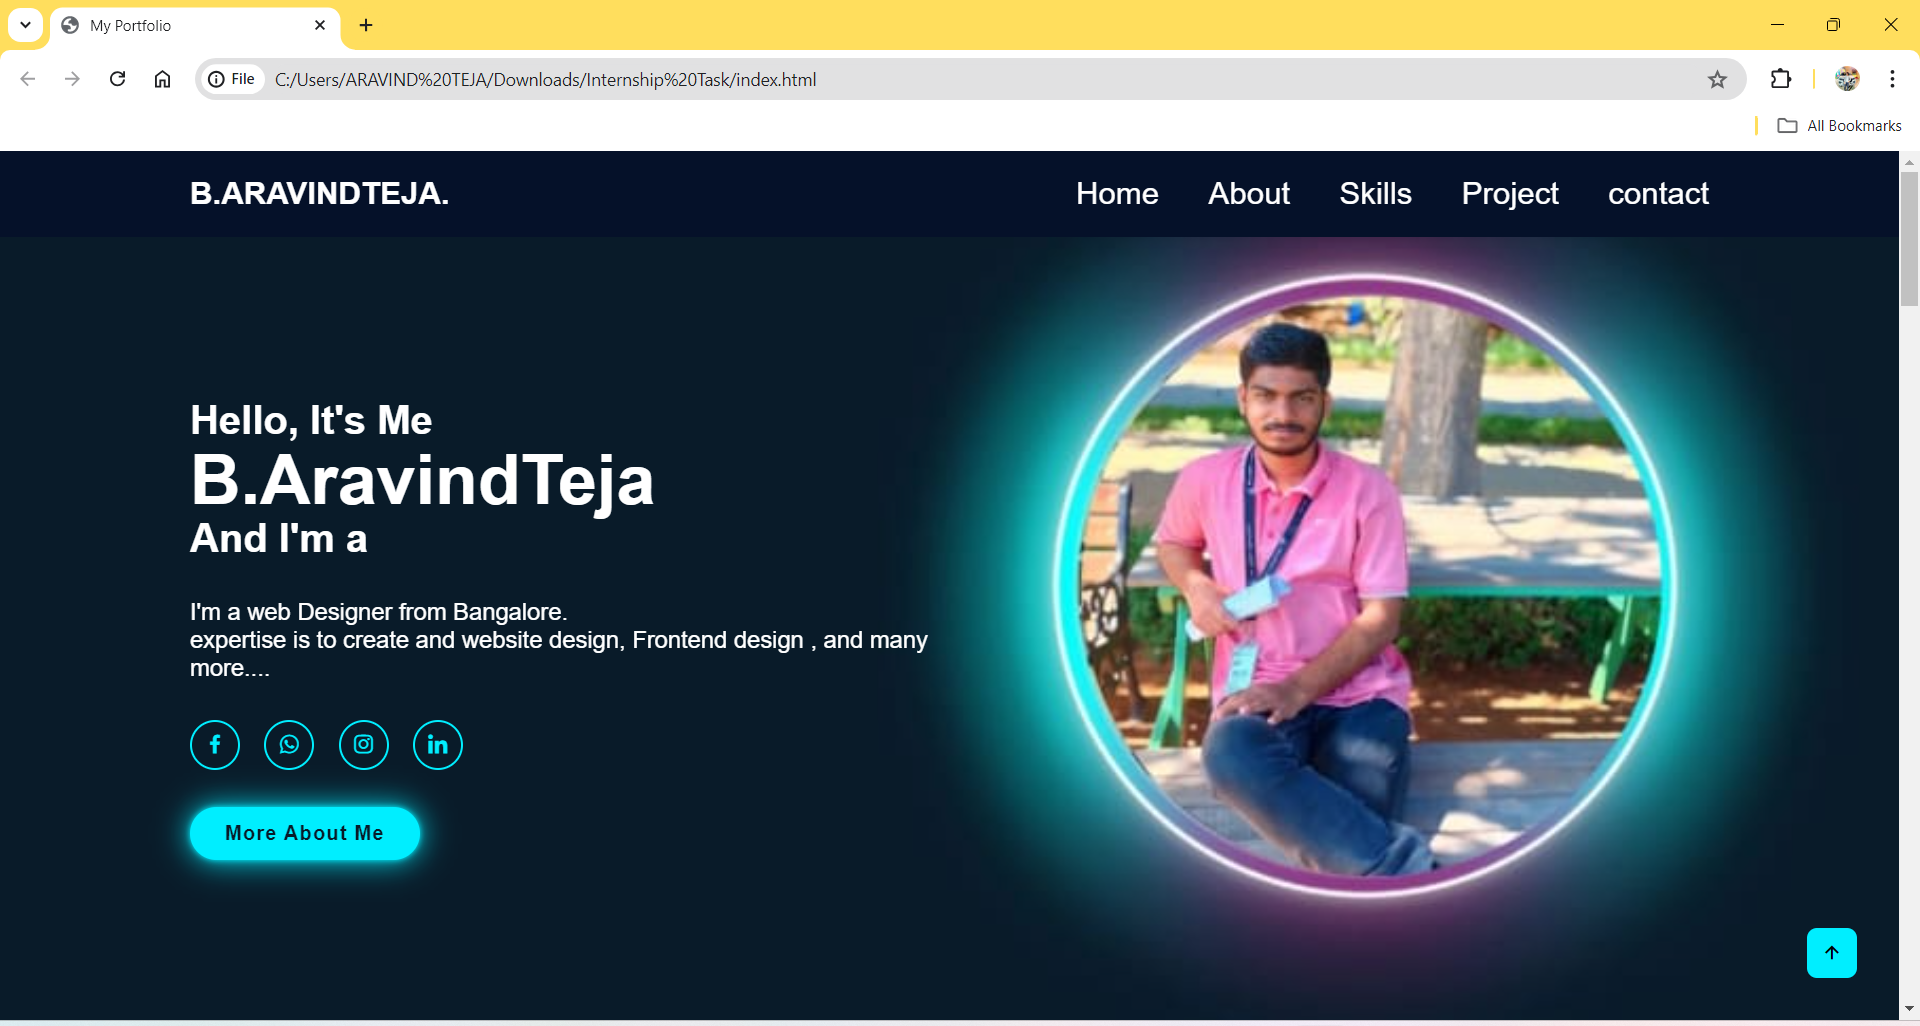 My Portfolio
File C:/Users/ARAVIND%20TEJA/Downloads/Internship%20Task/index.html
All Bookmarks
B.ARAVINDTEJA. Home About Skills Project contact
Hello, It's Me
B.AravindTeja
And I'm a
I'm a web Designer from Bangalore.
expertise is to create and website design, Frontend design , and many
more....
More About Me